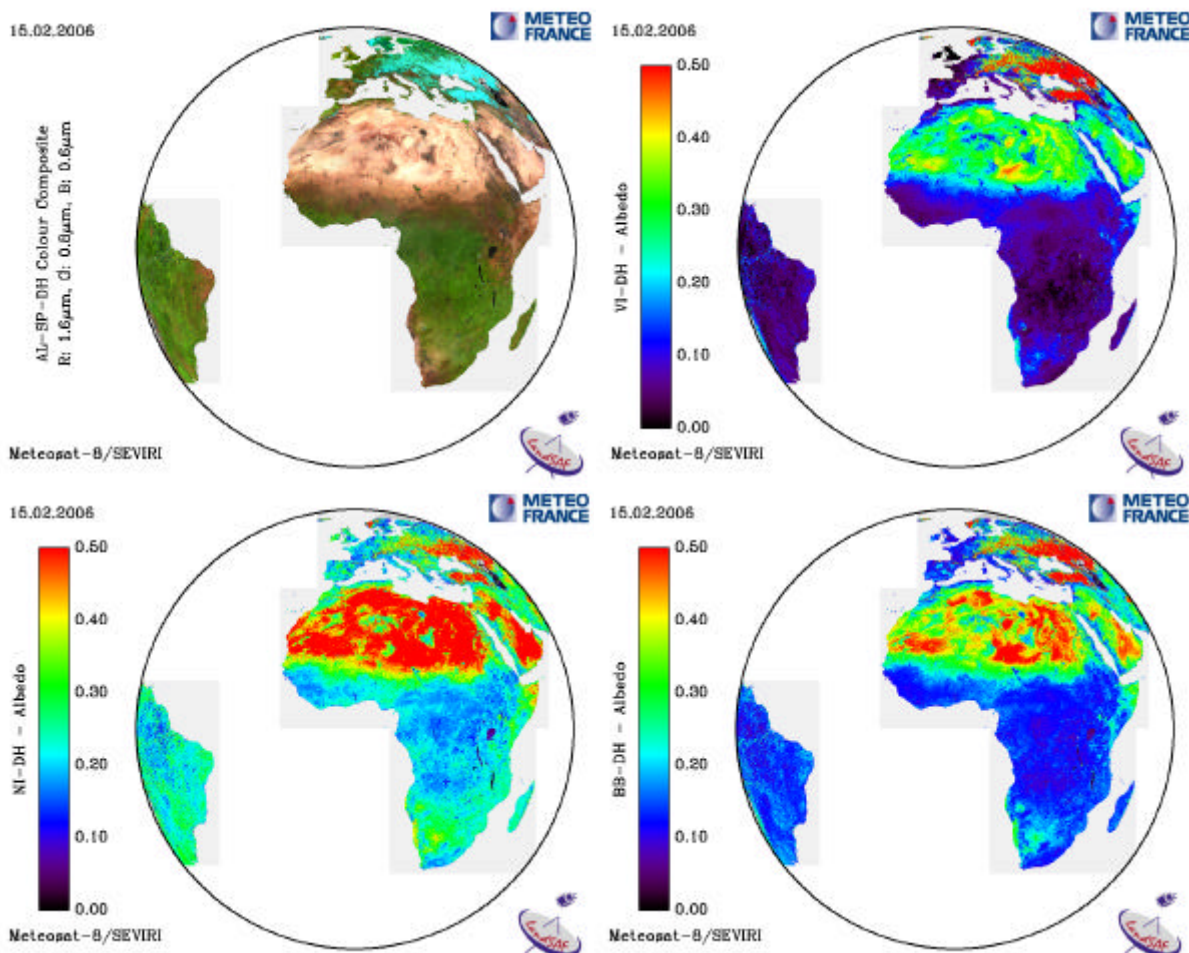 15.02.2006
METEO
FRANCE
AL-SP-DH Colour Composite
R: 1.6µm, G: 0.8µm, B: 0.6µm
Meteosat-8/SEVIRI
LandSAF
15.02.2006
METEO
FRANCE
VI-DH - Albedo
0.50
0.40
0.30
0.20
0.10
0.00
Meteosat-8/SEVIRI
LandSAF
15.02.2006
METEO
FRANCE
NI-DH - Albedo
0.50
0.40
0.30
0.20
0.10
0.00
Meteosat-8/SEVIRI
LandSAF
15.02.2006
METEO
FRANCE
BB-DH - Albedo
0.50
0.40
0.30
0.20
0.10
0.00
Meteosat-8/SEVIRI
LandSAF